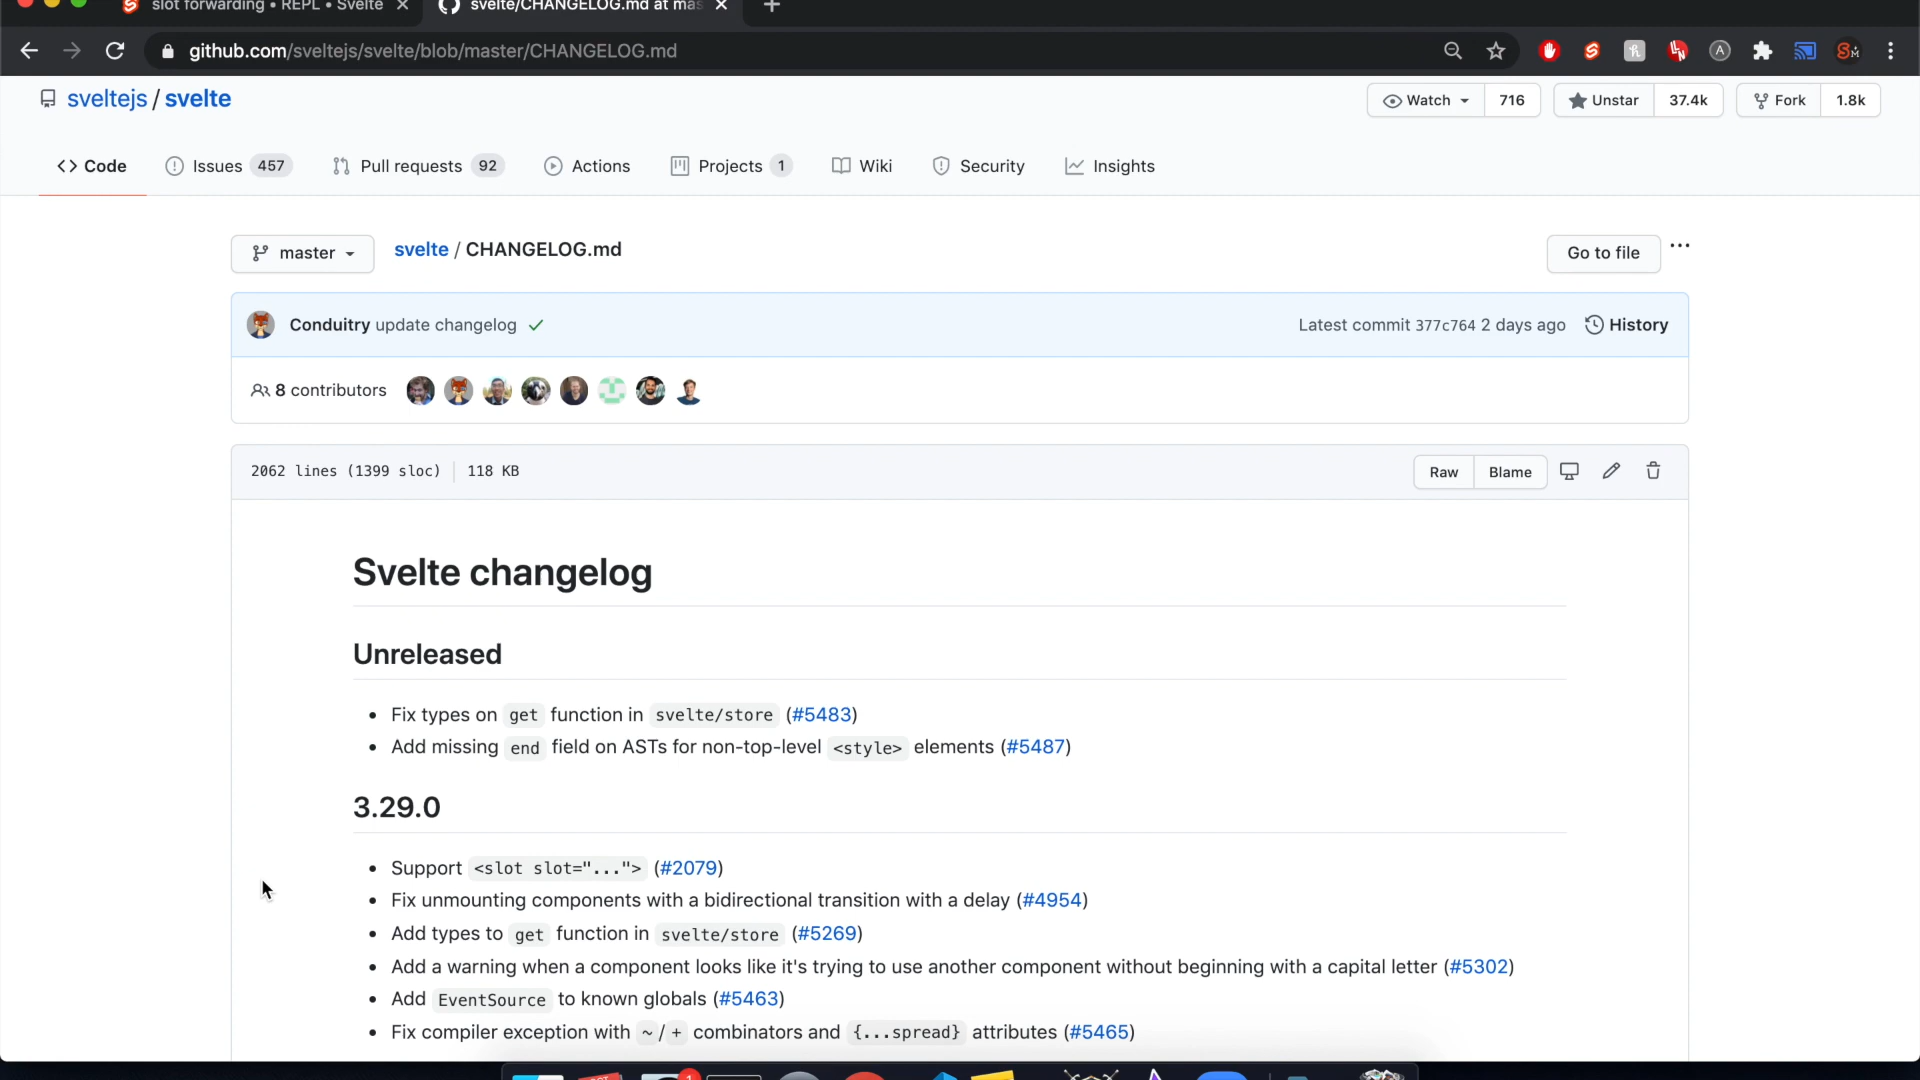 slot forwarding • REPL • Svelte
svelte/CHANGELOG.md at mas
github.com/sveltejs/svelte/blob/master/CHANGELOG.md
sveltejs / svelte
Watch 716 Unstar 37.4k Fork 1.8k
Code Issues 457 Pull requests 92 Actions Projects 1 Wiki Security Insights
master svelte / CHANGELOG.md Go to file
Conduitry update changelog Latest commit 377c764 2 days ago History
8 contributors
2062 lines (1399 sloc) 118 KB Raw Blame
Svelte changelog
Unreleased
• Fix types on get function in svelte/store (#5483)
• Add missing end field on ASTs for non-top-level <style> elements (#5487)
3.29.0
• Support <slot slot="..."> (#2079)
• Fix unmounting components with a bidirectional transition with a delay (#4954)
• Add types to get function in svelte/store (#5269)
• Add a warning when a component looks like it's trying to use another component without beginning with a capital letter (#5302)
• Add EventSource to known globals (#5463)
• Fix compiler exception with ~ / + combinators and {...spread} attributes (#5465)
1